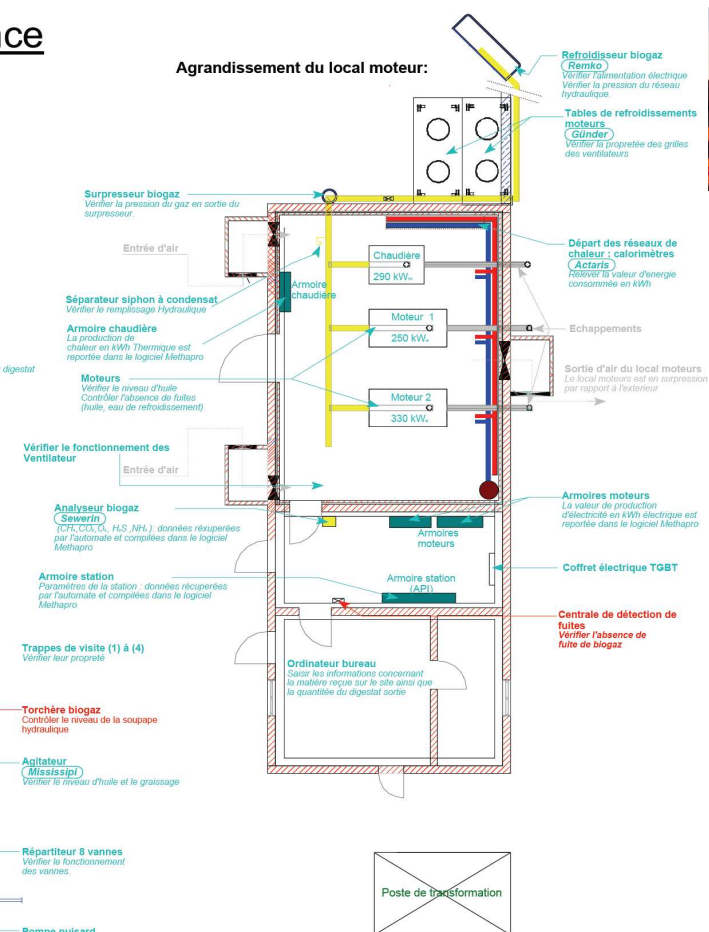 nce
Agrandissement du local moteur:
Refroidisseur biogaz
Remko
Vérifier l'alimentation électrique
Vérifier la pression du réseau
hydraulique.
Tables de refroidissements
moteurs
Günder
Vérifier la propretée des grilles
des ventilateurs
Surpresseur biogaz
Vérifier la pression du gaz en sortie du
surpresseur.
Entrée d'air
Séparateur siphon à condensat
Vérifier le remplissage Hydraulique
Armoire chaudière
La production de
chaleur en kWh Thermique est
reportée dans le logiciel Methapro
digestat
Moteurs
Vérifier le niveau d'huile
Contrôler l'absence de fuites
(huile, eau de refroidissement)
Armoire
chaudière
Chaudière
290 kW
Moteur 1
250 kW
Moteur 2
330 kW
Départ des réseaux de
chaleur : calorimètres
Actaris
Relever la valeur d'energie
consommée en kWh
Echappements
Sortie d'air du local moteurs
Le local moteurs est en surpression
par rapport à l'exterieur
Vérifier le fonctionnement des
Ventilateur
Entrée d'air
Analyseur biogaz
Sewerin
(CH₄,CO₂,O₂, H₂S ,NH₃ ): données réxuperées
par l'automate et compilées dans le logiciel
Methapro
Armoires
moteurs
Armoires moteurs
La valeur de production
d'électricité en kWh électrique est
reportée dans le logiciel Methapro
Armoire station
Paramétres de la station : données récuperées
par l'automate et compilées dans le logiciel
Methapro
Armoire station
(API)
Coffret électrique TGBT
Centrale de détection de
fuites
Vérifier l'absence de
fuite de biogaz
Trappes de visite (1) à (4)
Vérifier leur propreté
Ordinateur bureau
Saisir les informations concernant
la matière reçue sur le site ainsi que
la quantitée du digestat sortie
Torchère biogaz
Contrôler le niveau de la soupape
hydraulique
Agitateur
Mississipi
Vérifier le niveau d'huile et le graissage
Répartiteur 8 vannes
Vérifier le fonctionnement
des vannes.
Poste de transformation
Pompe puisard